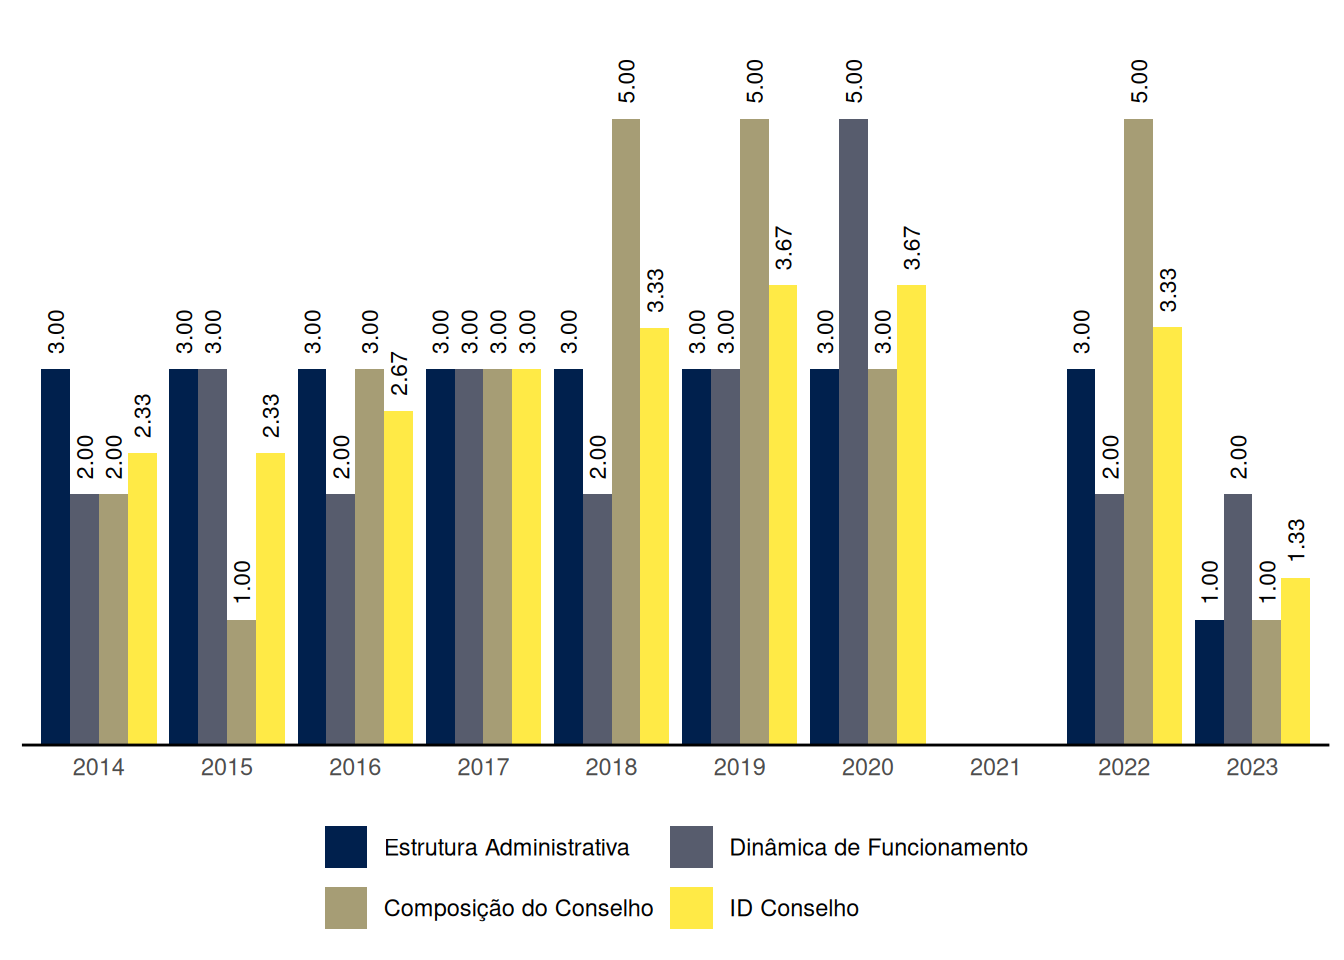 5.00 5.00 5.00 5.00
3.67 3.67
3.33 3.33
3.00 3.00 3.00 3.00 3.00 3.00 3.00 3.00 3.00 3.00 3.00 3.00 3.00 3.00 3.00
2.67
2.33 2.33
2.00 2.00 2.00 2.00 2.00 2.00
1.33
1.00 1.00 1.00
2014 2015 2016 2017 2018 2019 2020 2021 2022 2023
Estrutura Administrativa Dinâmica de Funcionamento
Composição do Conselho ID Conselho